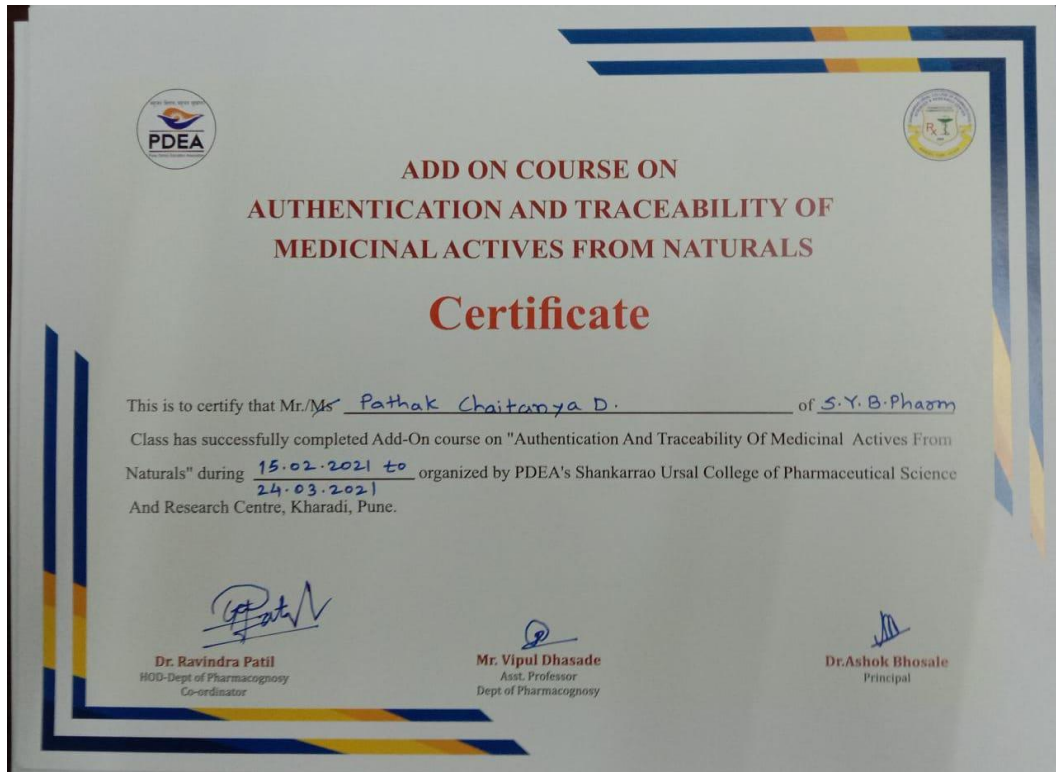 PDEA
Rx
ADD ON COURSE ON
AUTHENTICATION AND TRACEABILITY OF
MEDICINAL ACTIVES FROM NATURALS
Certificate
This is to certify that Mr./Ms Pathak Chaitanya D. of S.Y.B.Pharm
Class has successfully completed Add-On course on "Authentication And Traceability Of Medicinal Actives From
Naturals" during 15.02.2021 to organized by PDEA's Shankarrao Ursal College of Pharmaceutical Science
24.03.2021
And Research Centre, Kharadi, Pune.
Dr. Ravindra Patil
HOD-Dept of Pharmacognosy
Co-ordinator
Mr. Vipul Dhasade
Asst. Professor
Dept of Pharmacognosy
Dr.Ashok Bhosale
Principal